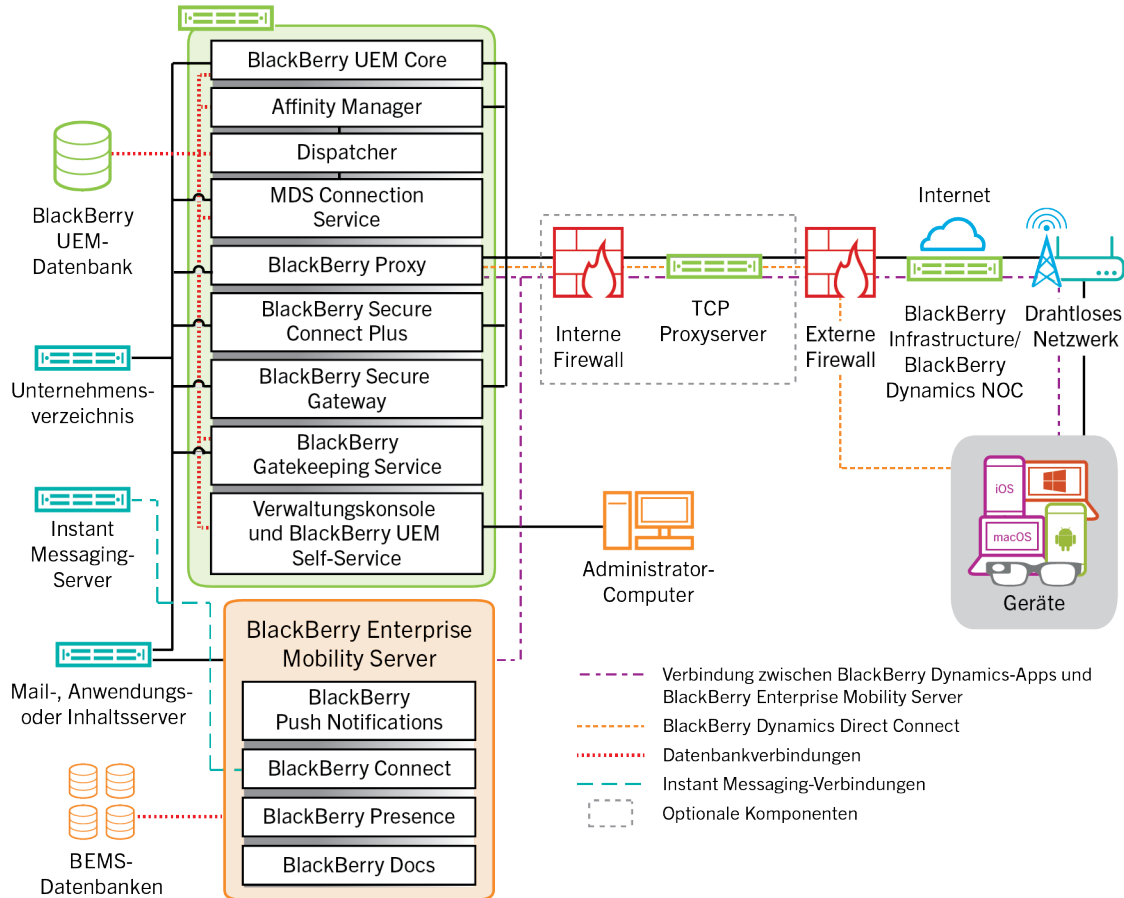 BlackBerry UEM Core
Affinity Manager
Dispatcher
MDS Connection
Service
BlackBerry Proxy
BlackBerry Secure
Connect Plus
BlackBerry Secure
Gateway
BlackBerry
Gatekeeping Service
Verwaltungskonsole
und BlackBerry UEM
Self-Service
BlackBerry
UEM-
Datenbank
Unternehmens-
verzeichnis
Instant
Messaging-
Server
Mail-, Anwendungs-
oder Inhaltsserver
BEMS-
Datenbanken
BlackBerry Enterprise
Mobility Server
BlackBerry
Push Notifications
BlackBerry Connect
BlackBerry Presence
BlackBerry Docs
Interne
Firewall
TCP
Proxyserver
Externe
Firewall
Internet
BlackBerry
Infrastructure/
BlackBerry
Dynamics NOC
Drahtloses
Netzwerk
Administrator-
Computer
iOS
macOS
Geräte
Verbindung zwischen BlackBerry Dynamics-Apps und
BlackBerry Enterprise Mobility Server
BlackBerry Dynamics Direct Connect
Datenbankverbindungen
Instant Messaging-Verbindungen
Optionale Komponenten